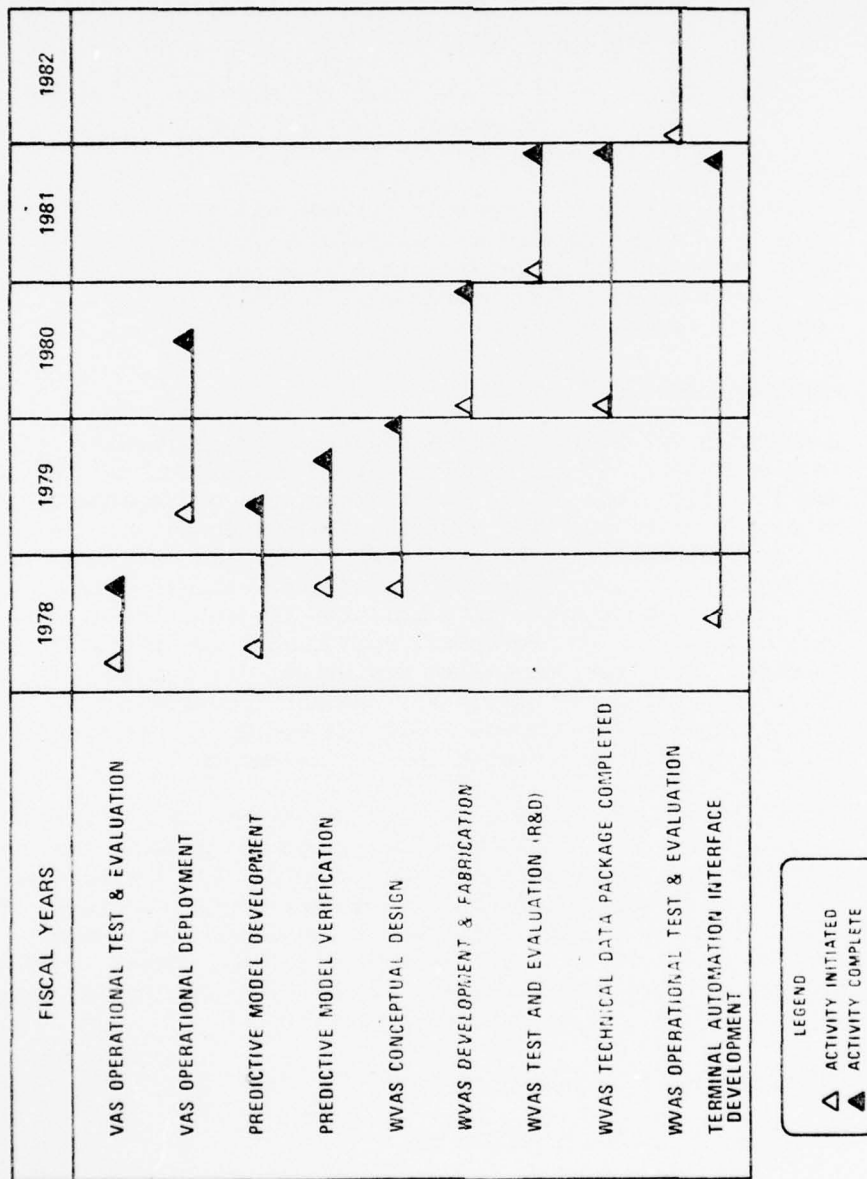 FISCAL YEARS
1978
1979
1980
1981
1982
VAS OPERATIONAL TEST & EVALUATION
VAS OPERATIONAL DEPLOYMENT
PREDICTIVE MODEL DEVELOPMENT
PREDICTIVE MODEL VERIFICATION
WVAS CONCEPTUAL DESIGN
WVAS DEVELOPMENT & FABRICATION
WVAS TEST AND EVALUATION (R&D)
WVAS TECHNICAL DATA PACKAGE COMPLETED
WVAS OPERATIONAL TEST & EVALUATION
TERMINAL AUTOMATION INTERFACE
DEVELOPMENT
LEGEND
ACTIVITY INITIATED
ACTIVITY COMPLETE